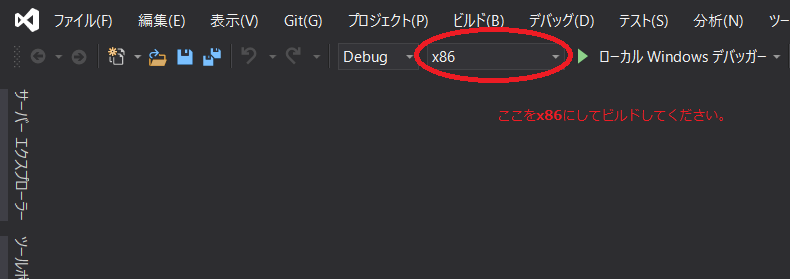 ファイル(F) 編集(E) 表示(V) Git(G) プロジェクト(P) ビルド(B) デバッグ(D) テスト(S) 分析(N) ツー
Debug x86 ローカル Windows デバッガー
ここをx86にしてビルドしてください。
サーバー エクスプローラー
ツールボ